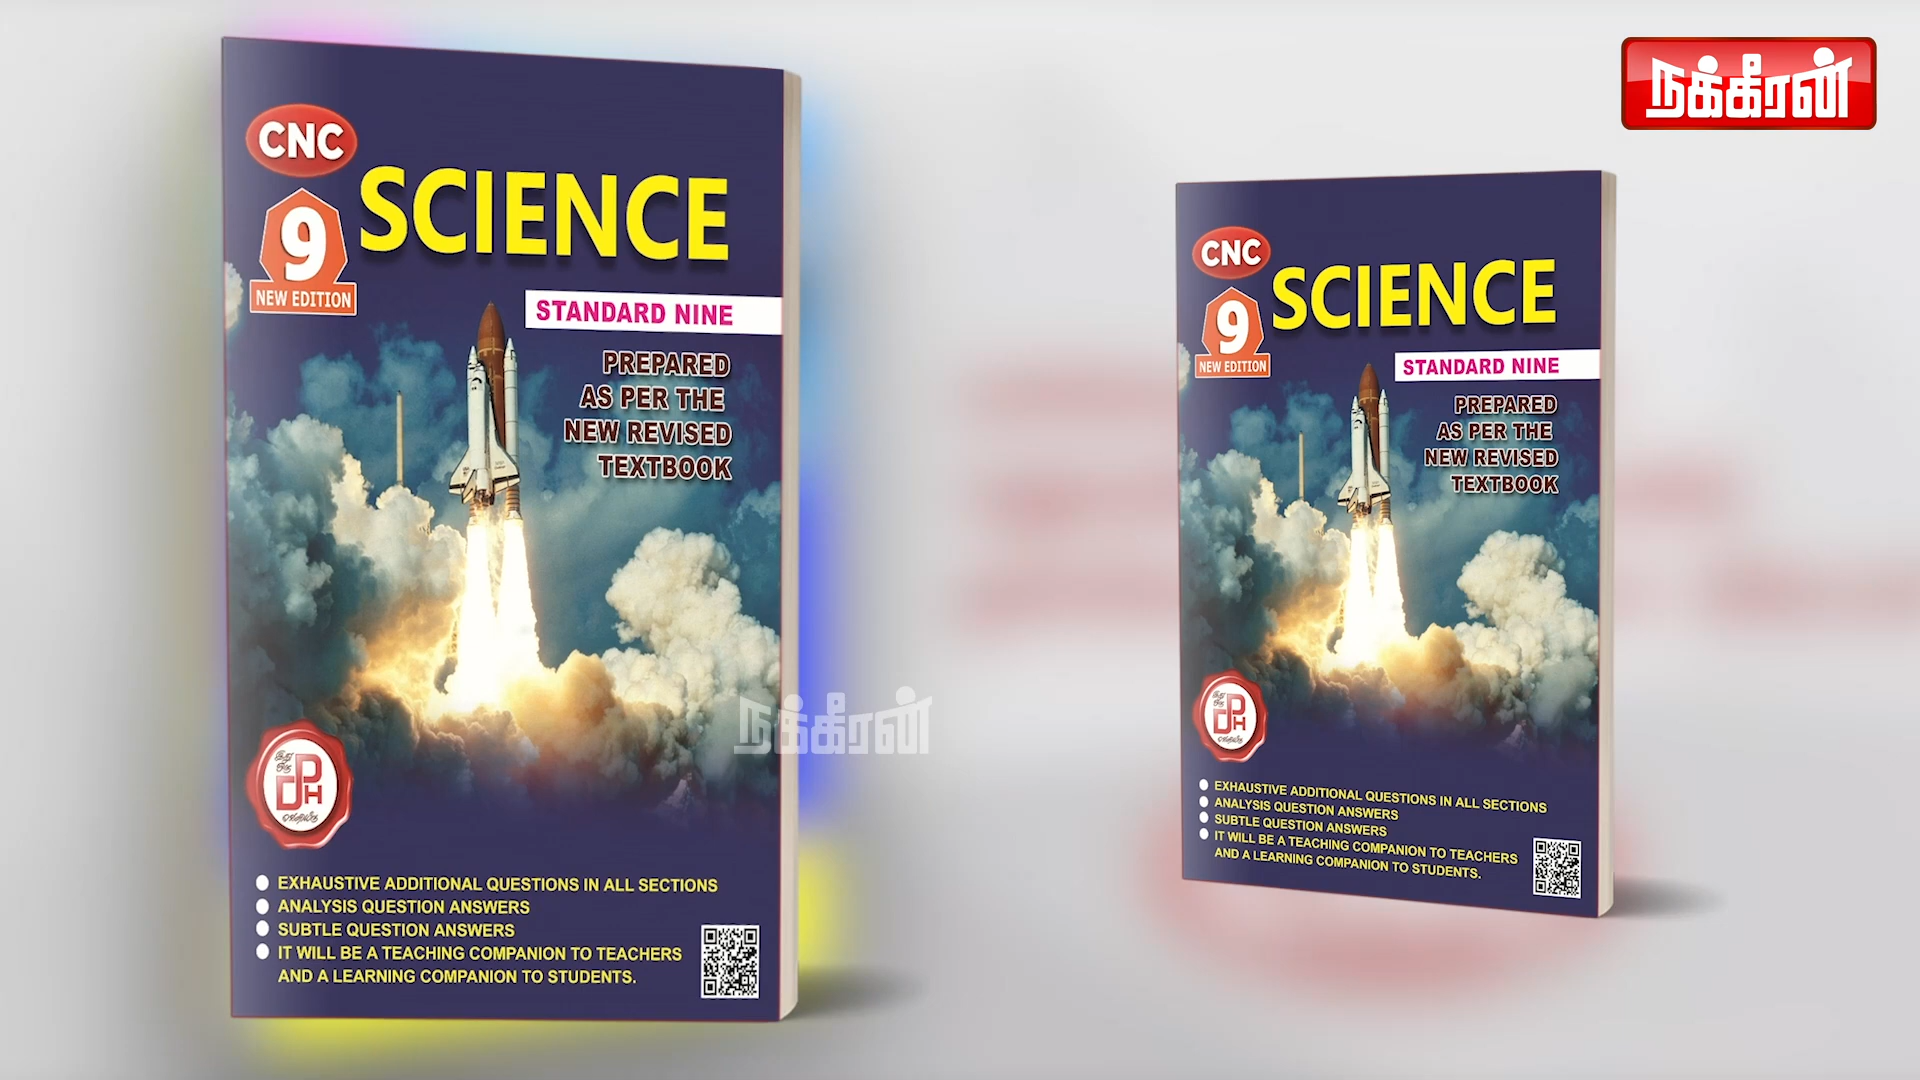 CNC
9
NEW EDITION
SCIENCE
STANDARD NINE
PREPARED
AS PER THE
NEW REVISED
TEXTBOOK
DPH
EXHAUSTIVE ADDITIONAL QUESTIONS IN ALL SECTIONS
ANALYSIS QUESTION ANSWERS
SUBTLE QUESTION ANSWERS
IT WILL BE A TEACHING COMPANION TO TEACHERS
AND A LEARNING COMPANION TO STUDENTS.
நக்கீரன்
நக்கீரன்
CNC
9
NEW EDITION
SCIENCE
STANDARD NINE
PREPARED
AS PER THE
NEW REVISED
TEXTBOOK
DPH
EXHAUSTIVE ADDITIONAL QUESTIONS IN ALL SECTIONS
ANALYSIS QUESTION ANSWERS
SUBTLE QUESTION ANSWERS
IT WILL BE A TEACHING COMPANION TO TEACHERS
AND A LEARNING COMPANION TO STUDENTS.